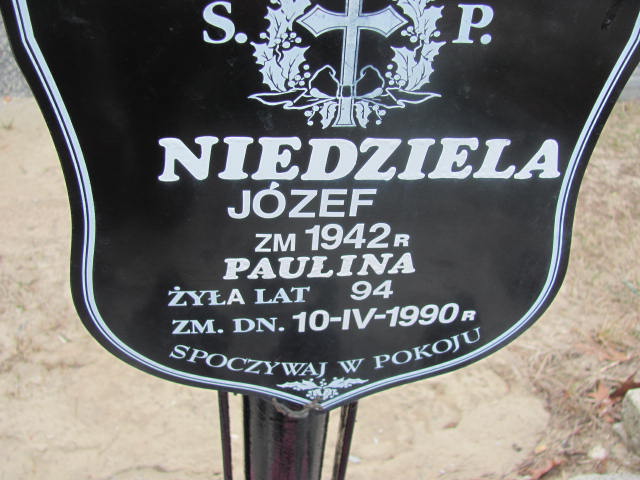 S. P.
NIEDZIELA
JÓZEF
ZM 1942 R
PAULINA
ŻYŁA LAT 94
ZM. DN. 10-IV-1990 R
SPOCZYWAJ W POKOJU